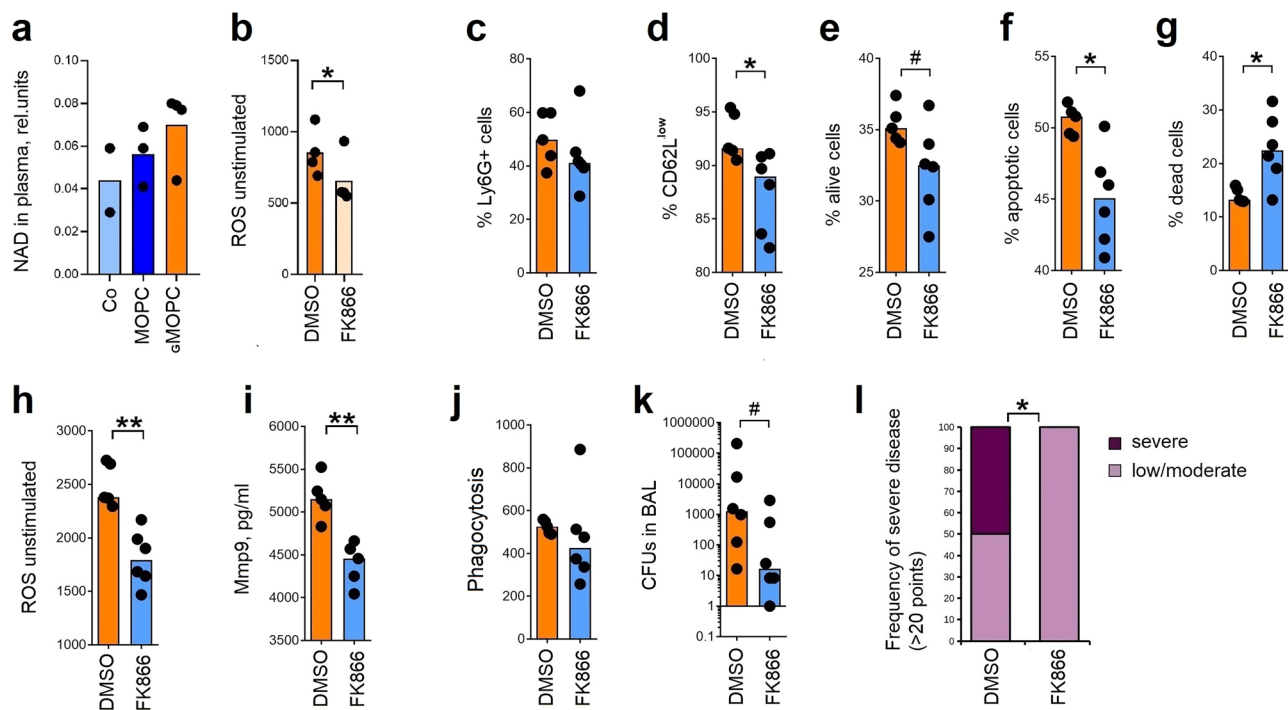 a
NAD in plasma, rel.units
0.10
0.08
0.06
0.04
0.02
0.00
Co
MOPC
GMOPC
b
ROS unstimulated
1500
1000
500
0
*
DMSO
FK866
c
% Ly6G+ cells
80
60
40
20
0
DMSO
FK866
d
% CD62Llow
100
95
90
85
80
*
DMSO
FK866
e
% alive cells
40
35
30
25
#
DMSO
FK866
f
% apoptotic cells
55
50
45
40
*
DMSO
FK866
g
% dead cells
40
30
20
10
0
*
DMSO
FK866
h
ROS unstimulated
3000
2500
2000
1500
1000
**
DMSO
FK866
i
Mmp9, pg/ml
6000
5500
5000
4500
4000
3500
**
DMSO
FK866
j
Phagocytosis
1000
800
600
400
200
0
DMSO
FK866
k
CFUs in BAL
1000000
100000
10000
1000
100
10
1
0.1
#
DMSO
FK866
l
Frequency of severe disease
(>20 points)
100
90
80
70
60
50
40
30
20
10
0
*
DMSO
FK866
severe
low/moderate